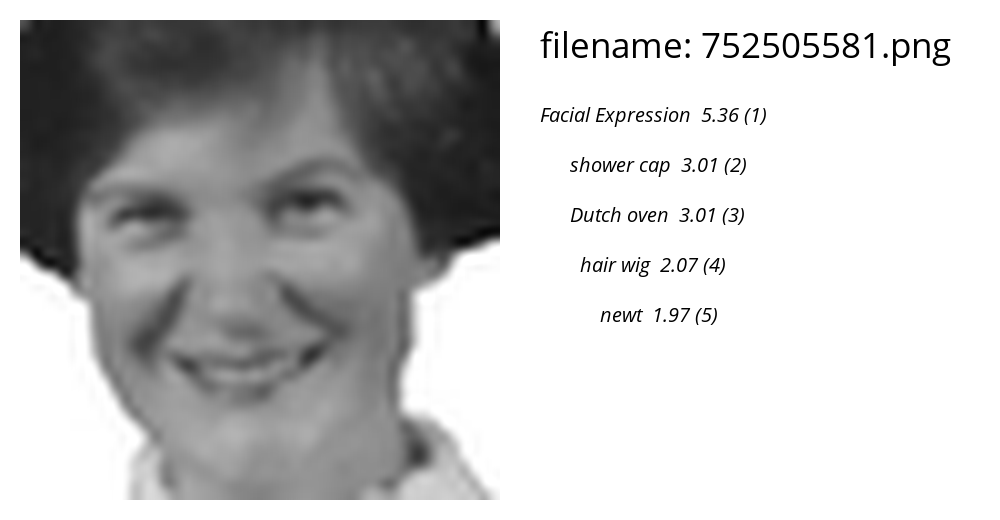 filename: 752505581.png
Facial Expression 5.36 (1)
shower cap 3.01 (2)
Dutch oven 3.01 (3)
hair wig 2.07 (4)
newt 1.97 (5)